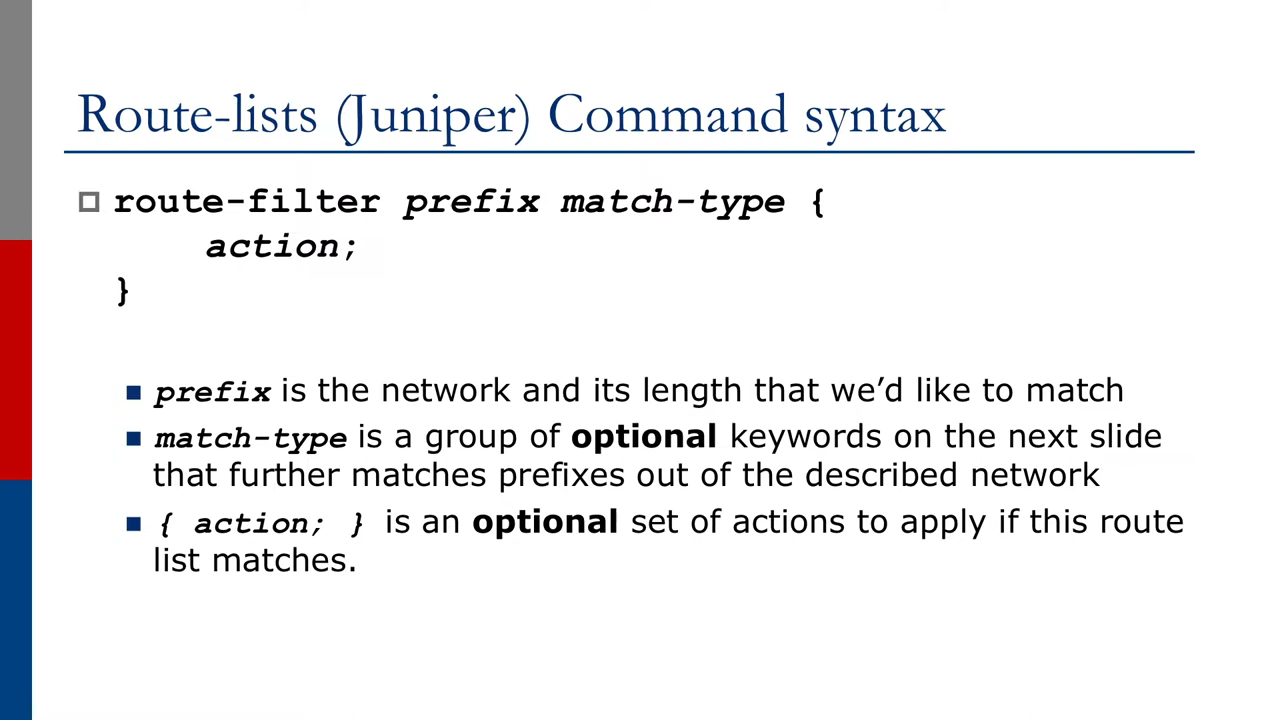 Route-lists (Juniper) Command syntax
route-filter prefix match-type {
action;
}
prefix is the network and its length that we’d like to match
match-type is a group of optional keywords on the next slide
that further matches prefixes out of the described network
{ action; } is an optional set of actions to apply if this route
list matches.